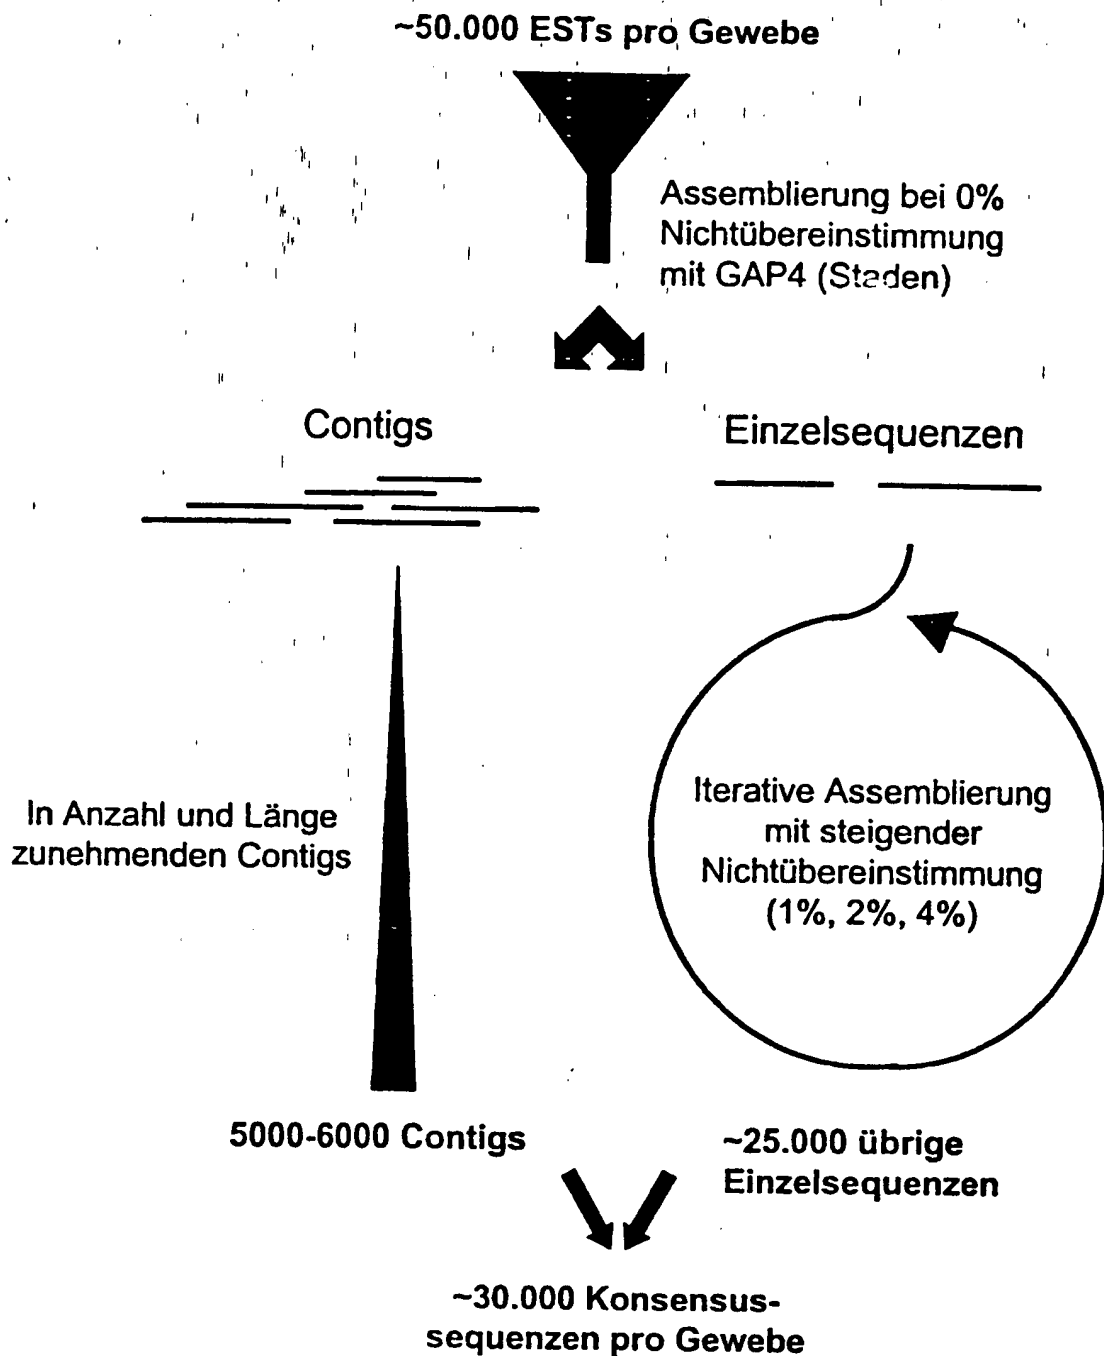 ~50.000 ESTs pro Gewebe
Assemblierung bei 0%
Nichtübereinstimmung
mit GAP4 (Staden)
Contigs
Einzelsequenzen
In Anzahl und Länge
zunehmenden Contigs
Iterative Assemblierung
mit steigender
Nichtübereinstimmung
(1%, 2%, 4%)
5000-6000 Contigs
~25.000 übrige
Einzelsequenzen
~30.000 Konsensus-
sequenzen pro Gewebe